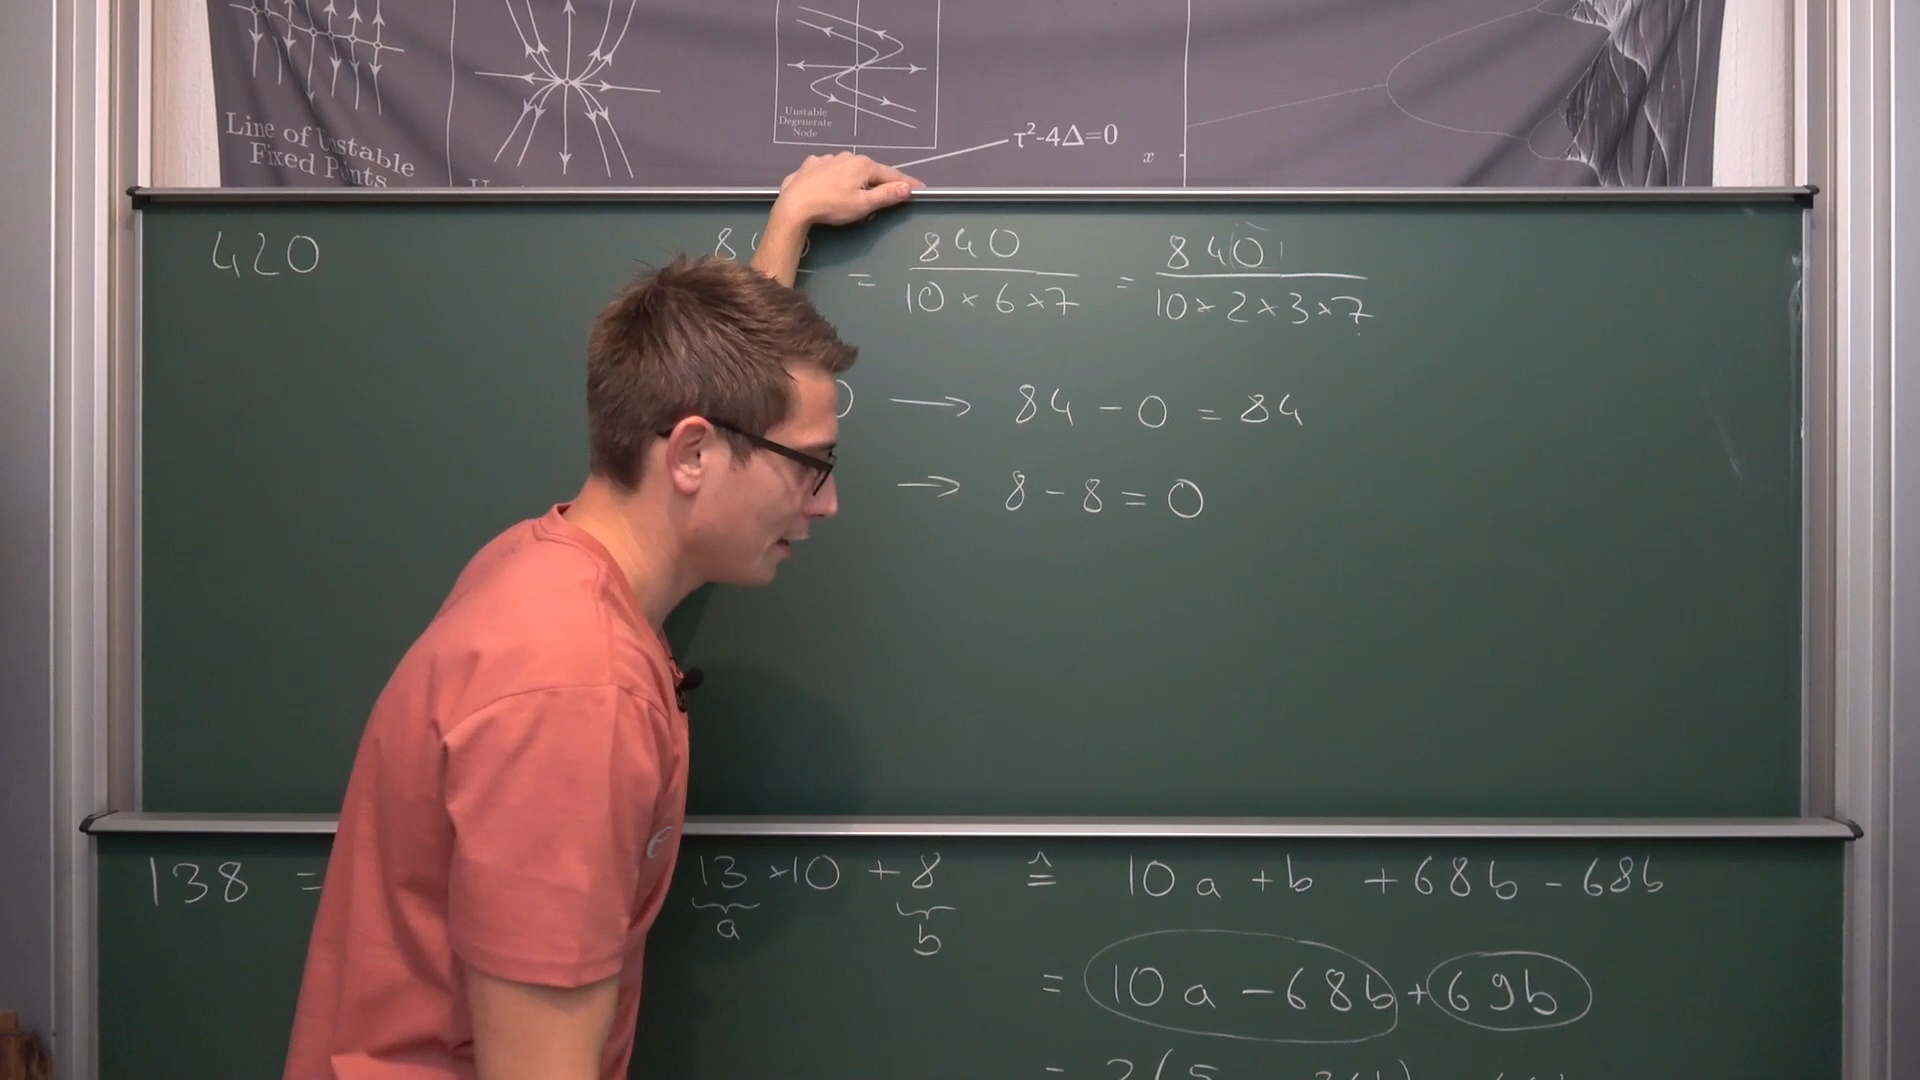 Line of Unstable
Fixed Points
Unstable
Degenerate
Node
τ²-4Δ=0
x
420
840 = 840 / 10 × 6 × 7 = 840 / 10 × 2 × 3 × 7
0 → 84 - 0 = 84
→ 8 - 8 = 0
138 = 13 × 10 + 8 ≙ 10a + b + 68b - 68b
a b
= 10a - 68b + 69b